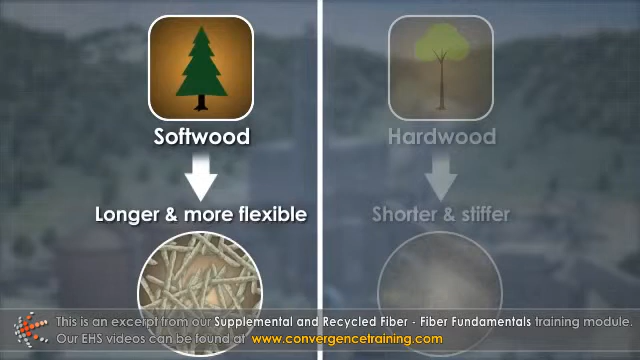 Softwood
Hardwood
Longer & more flexible
Shorter & stiffer
This is an excerpt from our Supplemental and Recycled Fiber - Fiber Fundamentals training module.
Our EHS videos can be found at www.convergencetraining.com